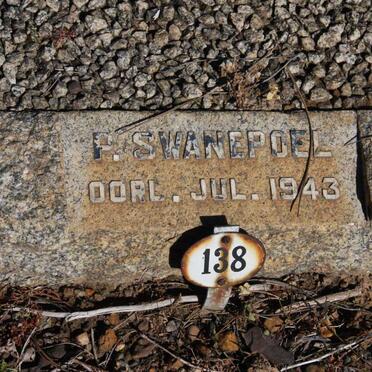 P. SWANEPOEL
OORL. JUL. 1943
138